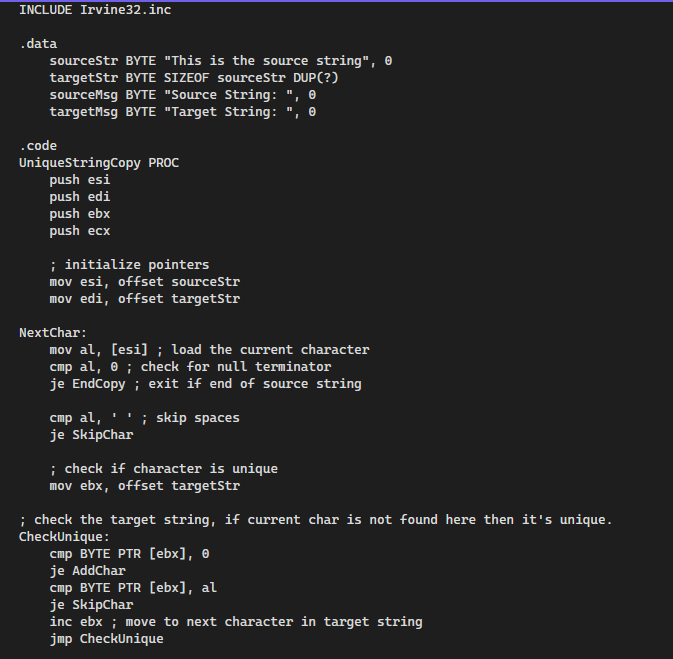 INCLUDE Irvine32.inc
.data
sourceStr BYTE "This is the source string", 0
targetStr BYTE SIZEOF sourceStr DUP(?)
sourceMsg BYTE "Source String: ", 0
targetMsg BYTE "Target String: ", 0
.code
UniqueStringCopy PROC
push esi
push edi
push ebx
push ecx
; initialize pointers
mov esi, offset sourceStr
mov edi, offset targetStr
NextChar:
mov al, [esi] ; load the current character
cmp al, 0 ; check for null terminator
je EndCopy ; exit if end of source string
cmp al, ' ' ; skip spaces
je SkipChar
; check if character is unique
mov ebx, offset targetStr
; check the target string, if current char is not found here then it's unique.
CheckUnique:
cmp BYTE PTR [ebx], 0
je AddChar
cmp BYTE PTR [ebx], al
je SkipChar
inc ebx ; move to next character in target string
jmp CheckUnique